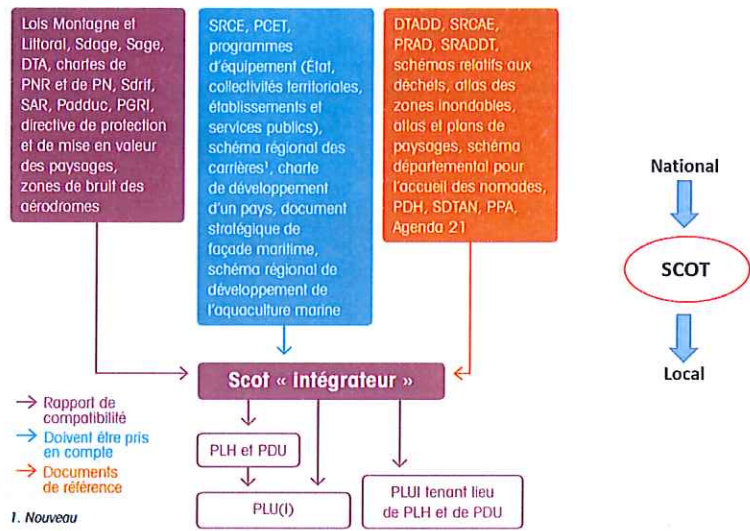 Lois Montagne et
Littoral, Sdage, Sage,
DTA, chartes de
PNR et de PN, Sdrif,
SAR, Padduc, PGRI,
directive de protection
et de mise en valeur
des paysages,
zones de bruit des
aérodromes
SRCE, PCET,
programmes
d'équipement (État,
collectivités territoriales,
établissements et
services publics),
schéma régional des
carrières¹, charte
de développement
d'un pays, document
stratégique de
façade maritime,
schéma régional de
développement de
l'aquaculture marine
DTADD, SRCAE,
PRAD, SRADDT,
schémas relatifs aux
déchets, atlas des
zones inondables,
atlas et plans de
paysages, schéma
départemental pour
l'accueil des nomades,
PDH, SDTAN, PPA,
Agenda 21
National
SCOT
Local
Scot « intégrateur »
Rapport de
compatibilité
Doivent être pris
en compte
Documents
de référence
PLH et PDU
PLU(I)
PLUI tenant lieu
de PLH et de PDU
1. Nouveau